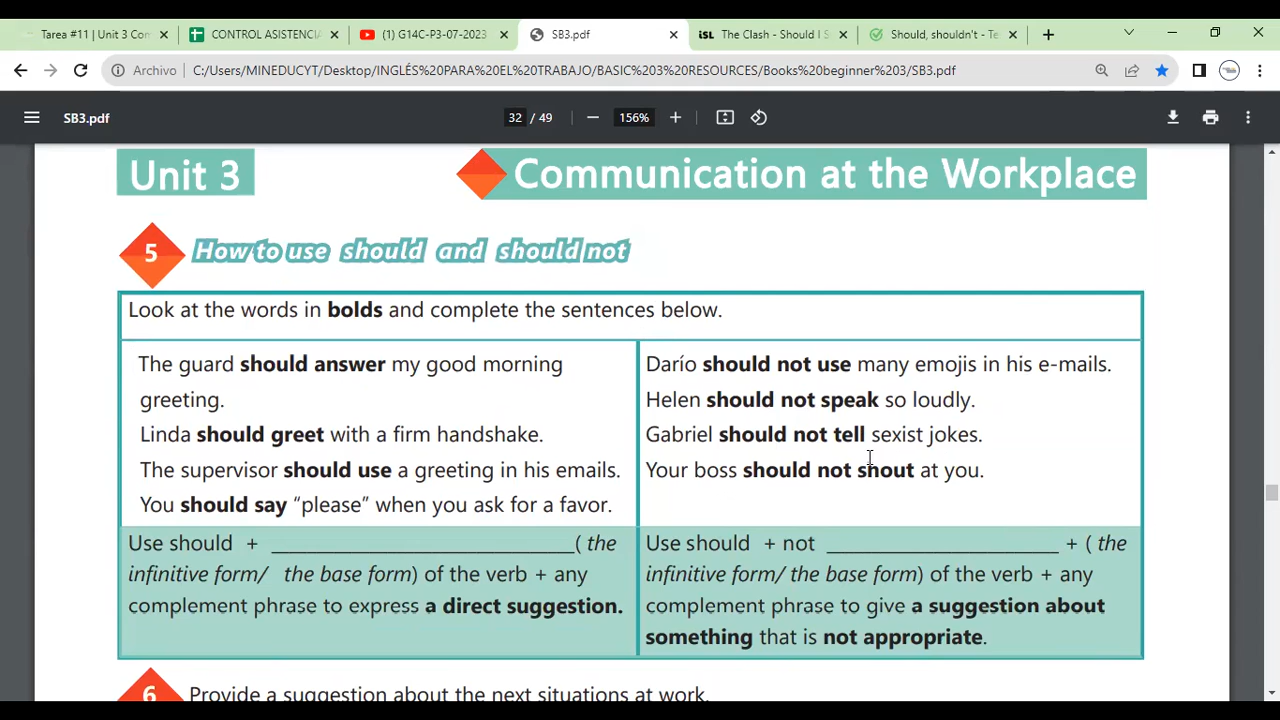 Tarea #11 | Unit 3 Con
CONTROL ASISTENCIA
(1) G14C-P3-07-2023
SB3.pdf
iSL
The Clash - Should I S
Should, shouldn't - Te
Archivo
C:/Users/MINEDUCYT/Desktop/INGLÉS%20PARA%20EL%20TRABAJO/BASIC%203%20RESOURCES/Books%20beginner%203/SB3.pdf
SB3.pdf
32 / 49
156%
Unit 3
Communication at the Workplace
5
How to use should and should not
Look at the words in bolds and complete the sentences below.
The guard should answer my good morning
greeting.
Linda should greet with a firm handshake.
The supervisor should use a greeting in his emails.
You should say “please” when you ask for a favor.
Darío should not use many emojis in his e-mails.
Helen should not speak so loudly.
Gabriel should not tell sexist jokes.
Your boss should not shout at you.
Use should + ____________________________( the
infinitive form/ the base form) of the verb + any
complement phrase to express a direct suggestion.
Use should + not _____________________ + ( the
infinitive form/ the base form) of the verb + any
complement phrase to give a suggestion about
something that is not appropriate.
6
Provide a suggestion about the next situations at work.